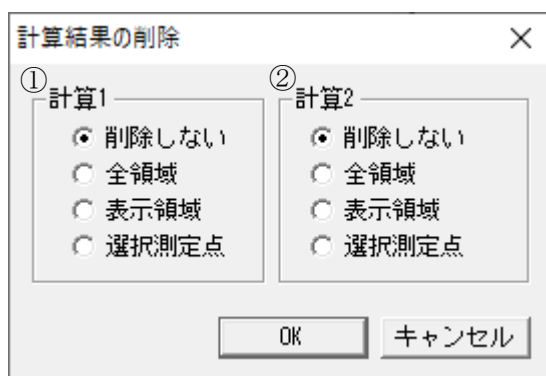 計算結果の削除
①
計算1
削除しない
全領域
表示領域
選択測定点
②
計算2
削除しない
全領域
表示領域
選択測定点
OK
キャンセル